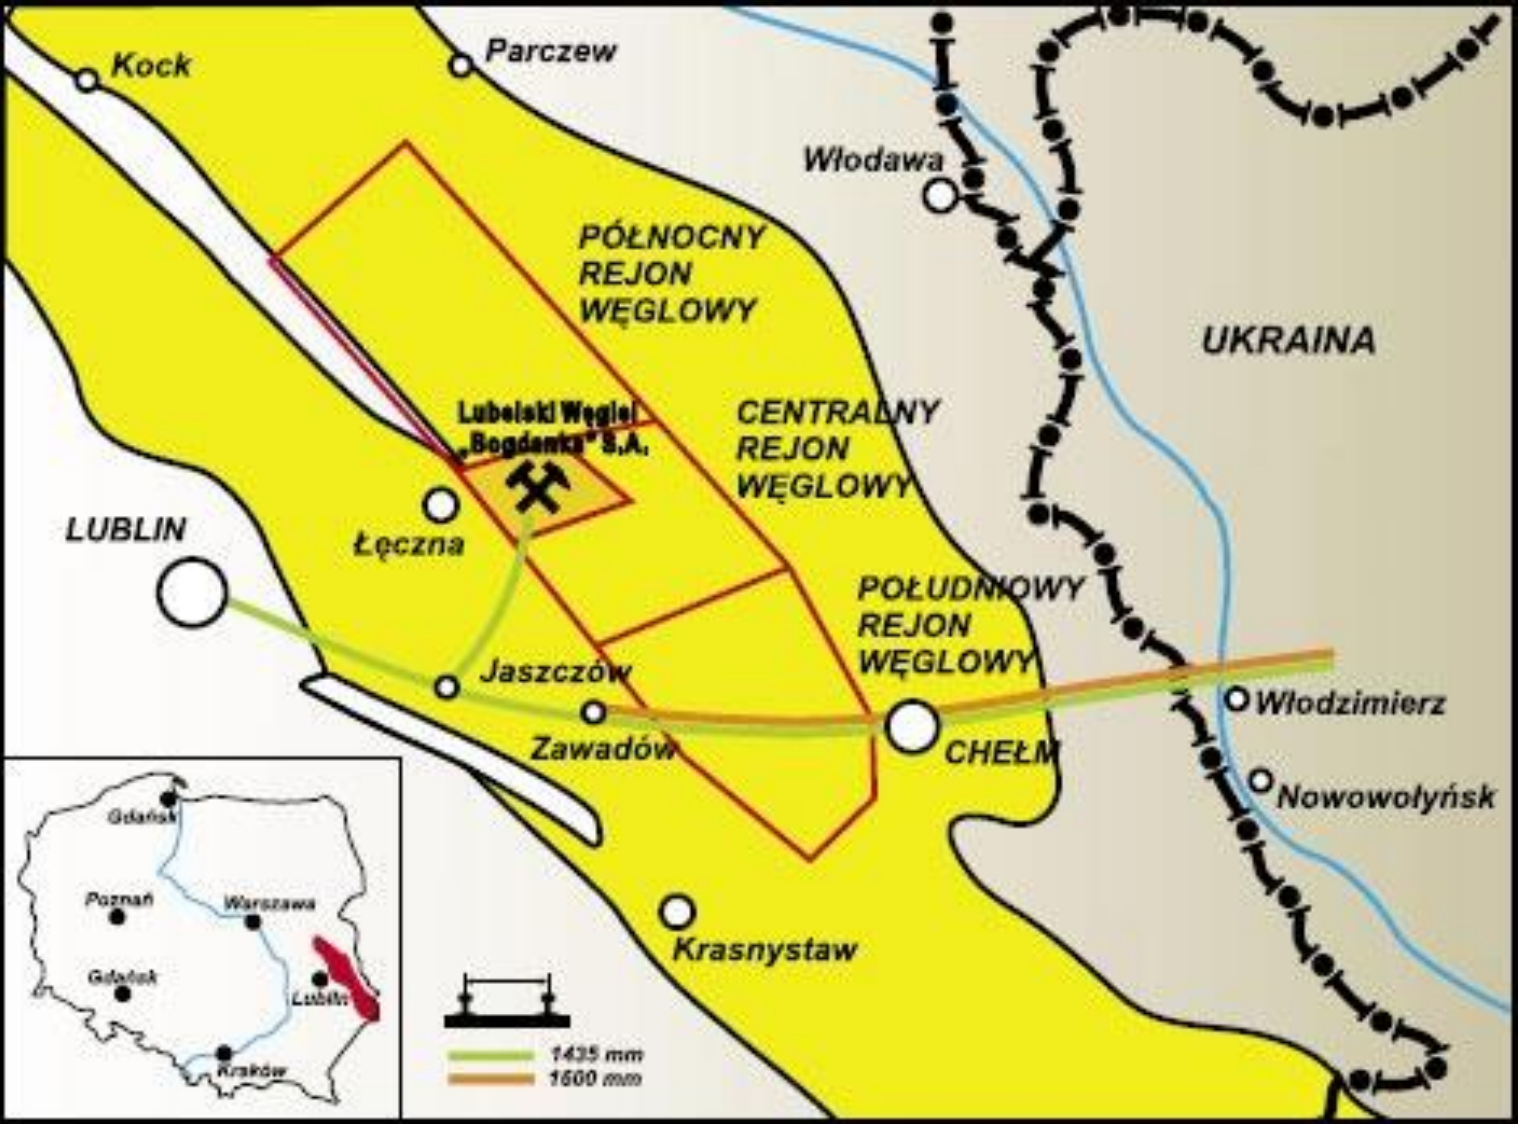 Kock
Parczew
Włodawa
PÓŁNOCNY
REJON
WĘGLOWY
UKRAINA
CENTRALNY
REJON
WĘGLOWY
Lubelski Węgiel
„Bogdanka" S.A.
LUBLIN
Łęczna
POŁUDNIOWY
REJON
WĘGLOWY
Jaszczów
Zawadów
CHEŁM
Włodzimierz
Nowowołyńsk
Krasnystaw
Gdańsk
Poznań
Warszawa
Gdańsk
Lublin
Kraków
1435 mm
1600 mm